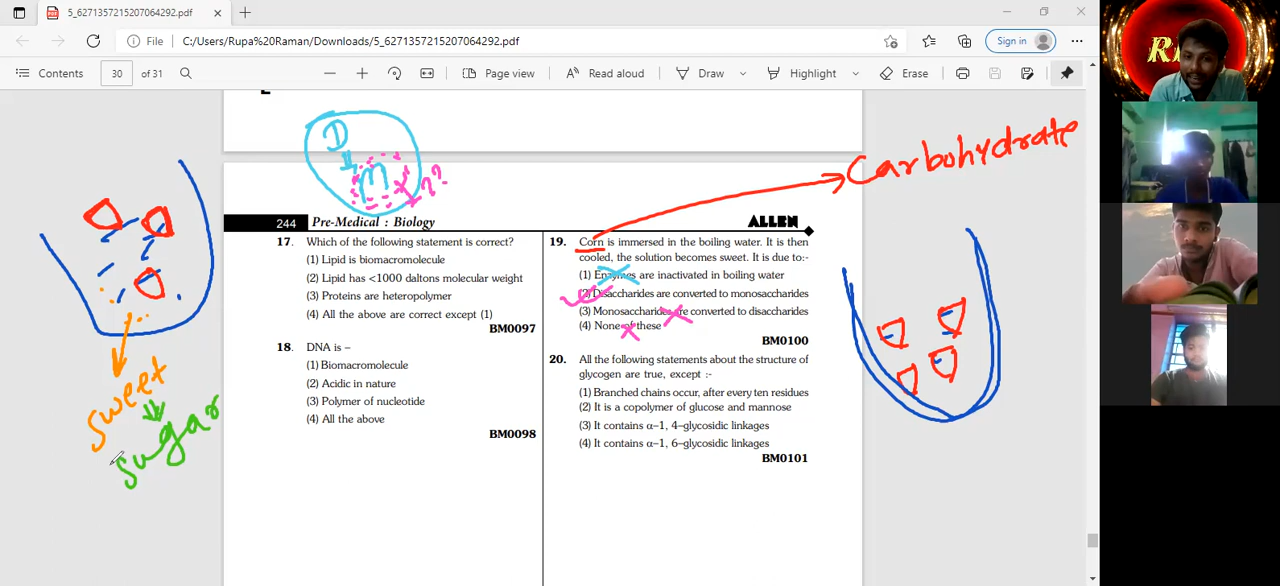 5_6271357215207064292.pdf
File
C:/Users/Rupa%20Raman/Downloads/5_6271357215207064292.pdf
Sign in
Contents
30
of 31
Page view
Read aloud
Draw
Highlight
Erase
D
m
??
Carbohydrate
sweet
sugar
244
Pre-Medical : Biology
ALLEN
17. Which of the following statement is correct?
(1) Lipid is biomacromolecule
(2) Lipid has <1000 daltons molecular weight
(3) Proteins are heteropolymer
(4) All the above are correct except (1)
BM0097
18. DNA is –
(1) Biomacromolecule
(2) Acidic in nature
(3) Polymer of nucleotide
(4) All the above
BM0098
19. Corn is immersed in the boiling water. It is then
cooled, the solution becomes sweet. It is due to:-
(1) Enzymes are inactivated in boiling water
(2) Disaccharides are converted to monosaccharides
(3) Monosaccharides are converted to disaccharides
(4) None of these
BM0100
20. All the following statements about the structure of
glycogen are true, except :-
(1) Branched chains occur, after every ten residues
(2) It is a copolymer of glucose and mannose
(3) It contains α–1, 4–glycosidic linkages
(4) It contains α–1, 6–glycosidic linkages
BM0101